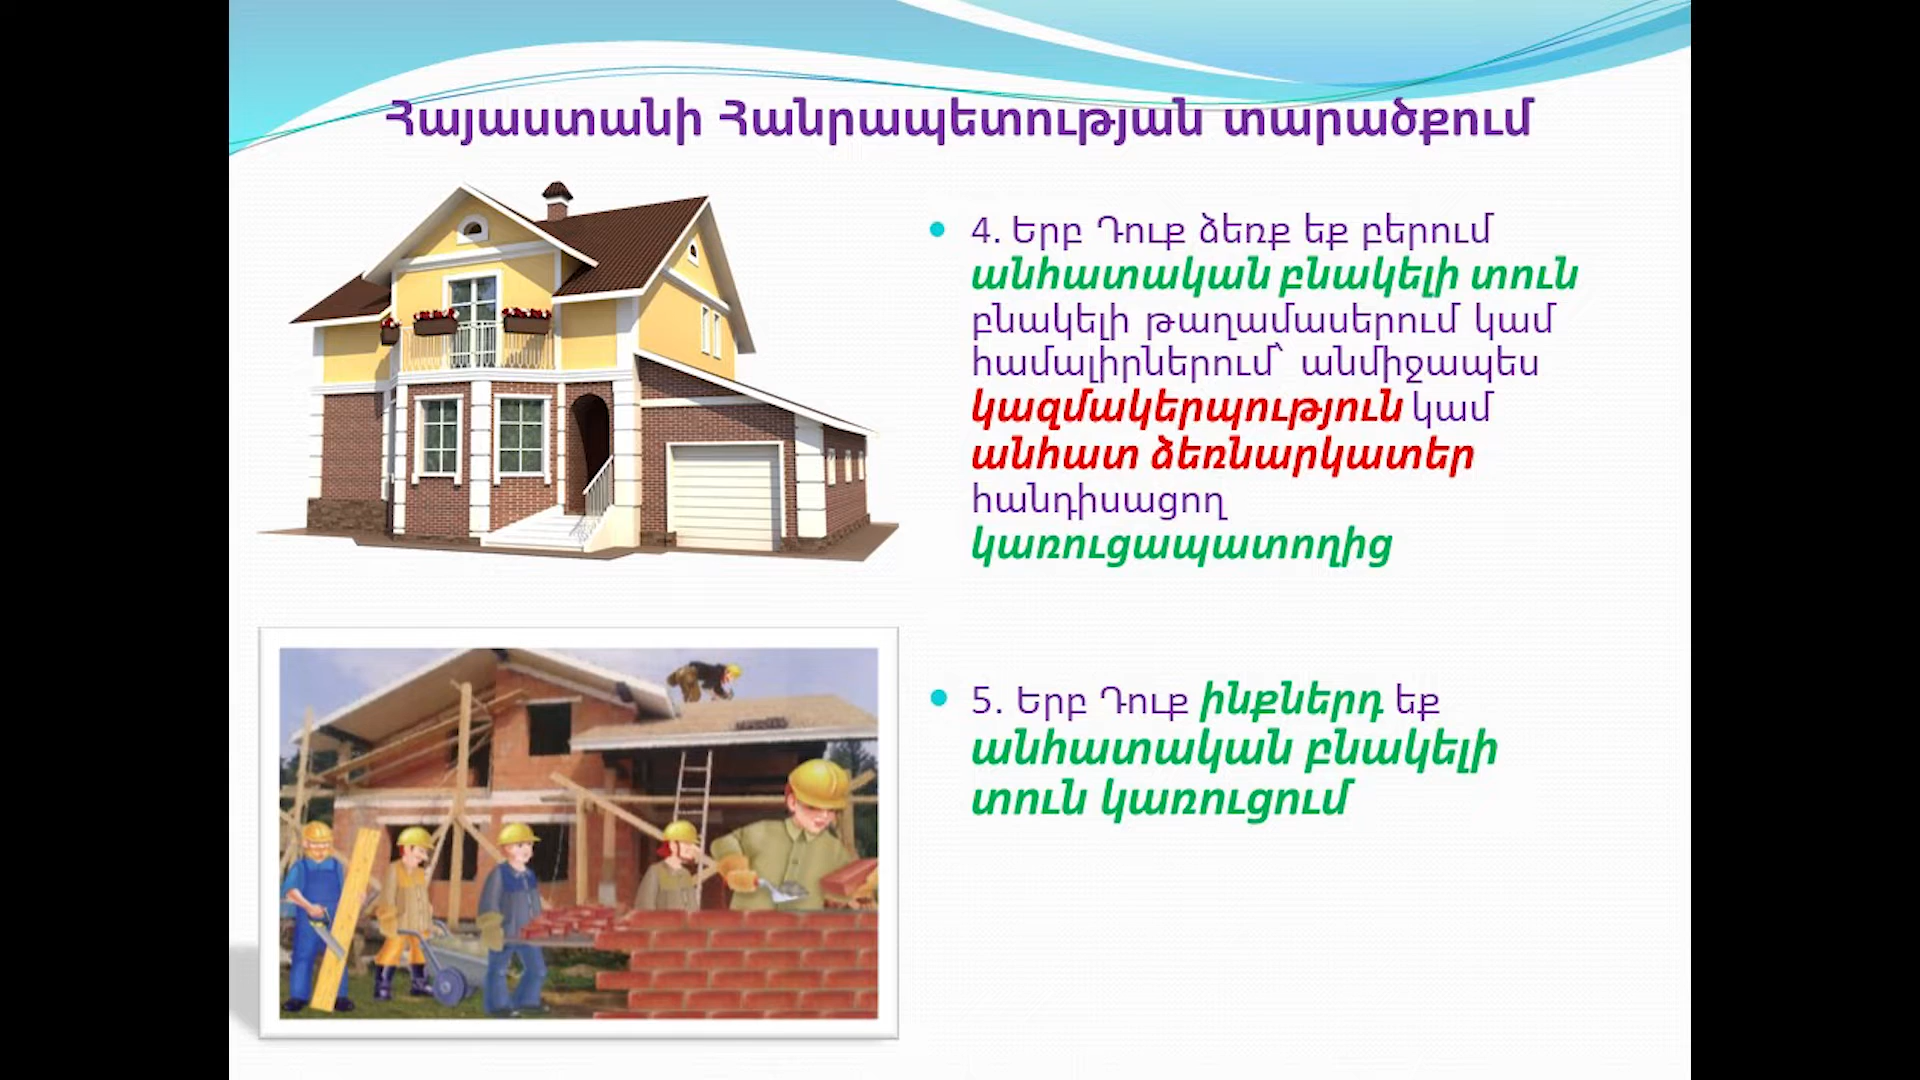 Հայաստանի Հանրապետության տարածքում
• 4. Երբ Դուք ձեռք եք բերում
անհատական բնակելի տուն
բնակելի թաղամասերում կամ
համալիրներում՝ անմիջապես
կազմակերպություն կամ
անհատ ձեռնարկատեր
հանդիսացող
կառուցապատողից
• 5. Երբ Դուք ինքներդ եք
անհատական բնակելի
տուն կառուցում